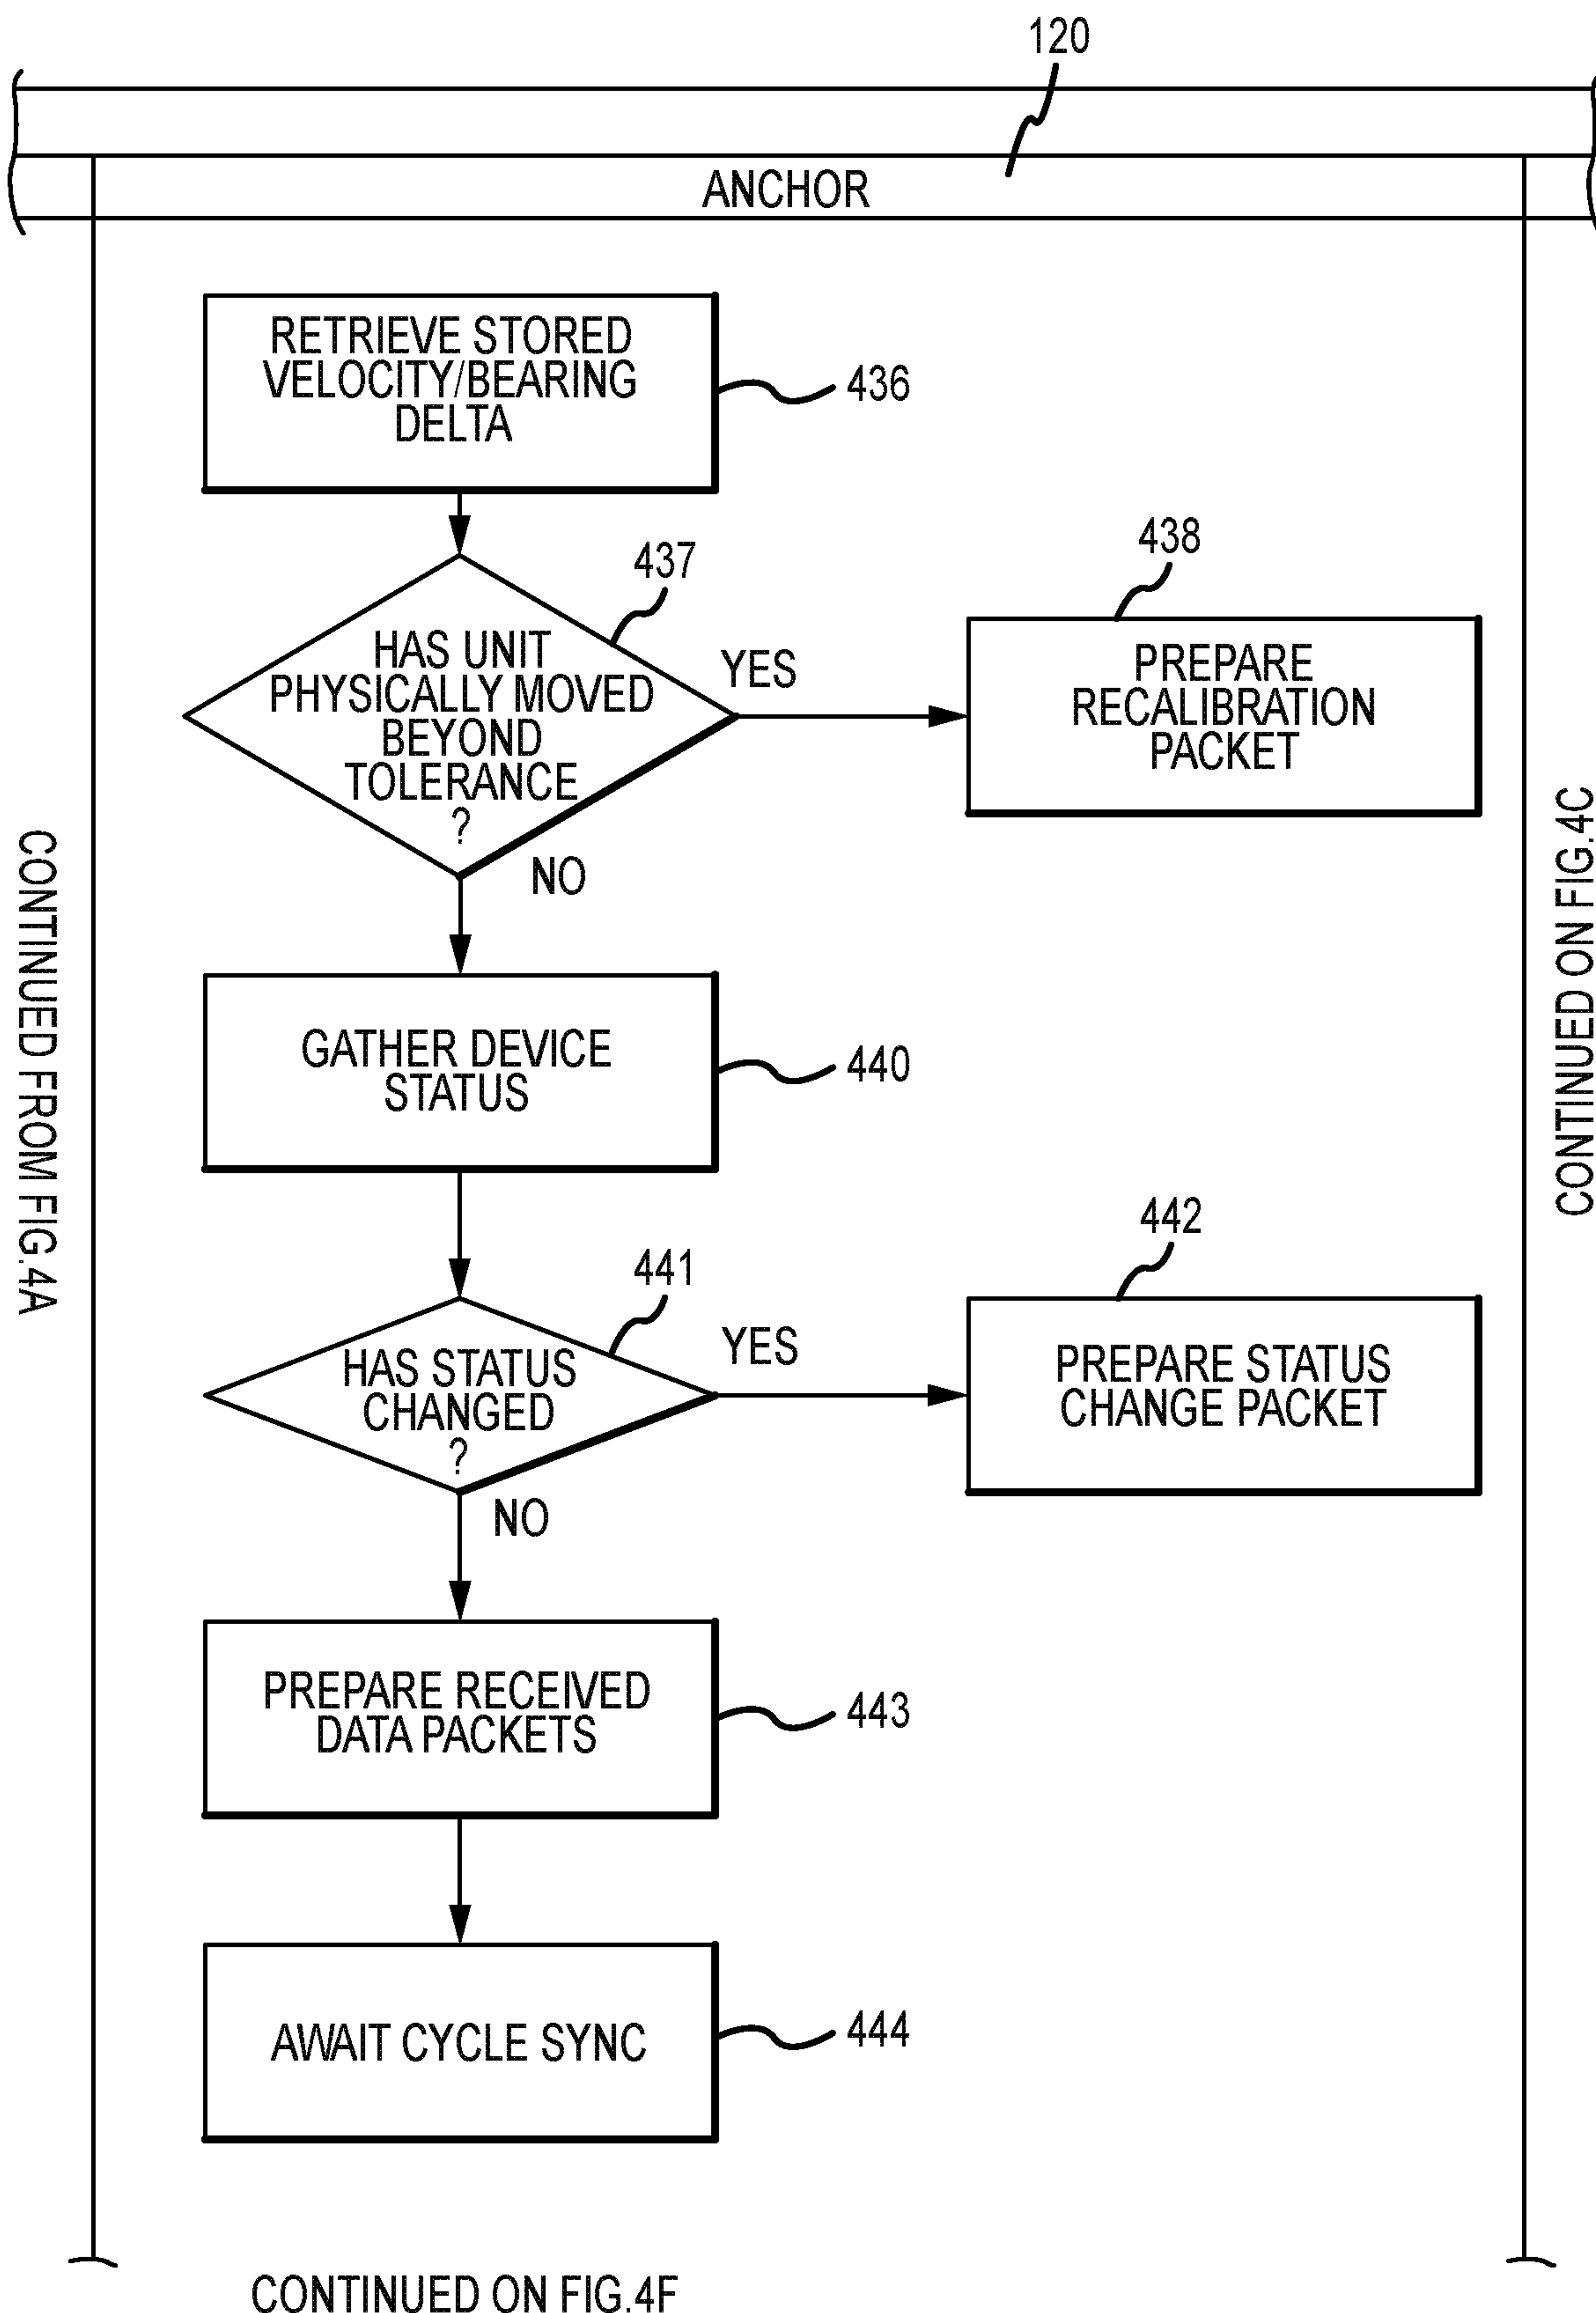 120
ANCHOR
RETRIEVE STORED
VELOCITY/BEARING
DELTA
436
437
HAS UNIT
PHYSICALLY MOVED
BEYOND
TOLERANCE
?
YES
NO
438
PREPARE
RECALIBRATION
PACKET
GATHER DEVICE
STATUS
440
441
HAS STATUS
CHANGED
?
YES
NO
442
PREPARE STATUS
CHANGE PACKET
PREPARE RECEIVED
DATA PACKETS
443
AWAIT CYCLE SYNC
444
CONTINUED FROM FIG.4A
CONTINUED ON FIG.4C
CONTINUED ON FIG.4F